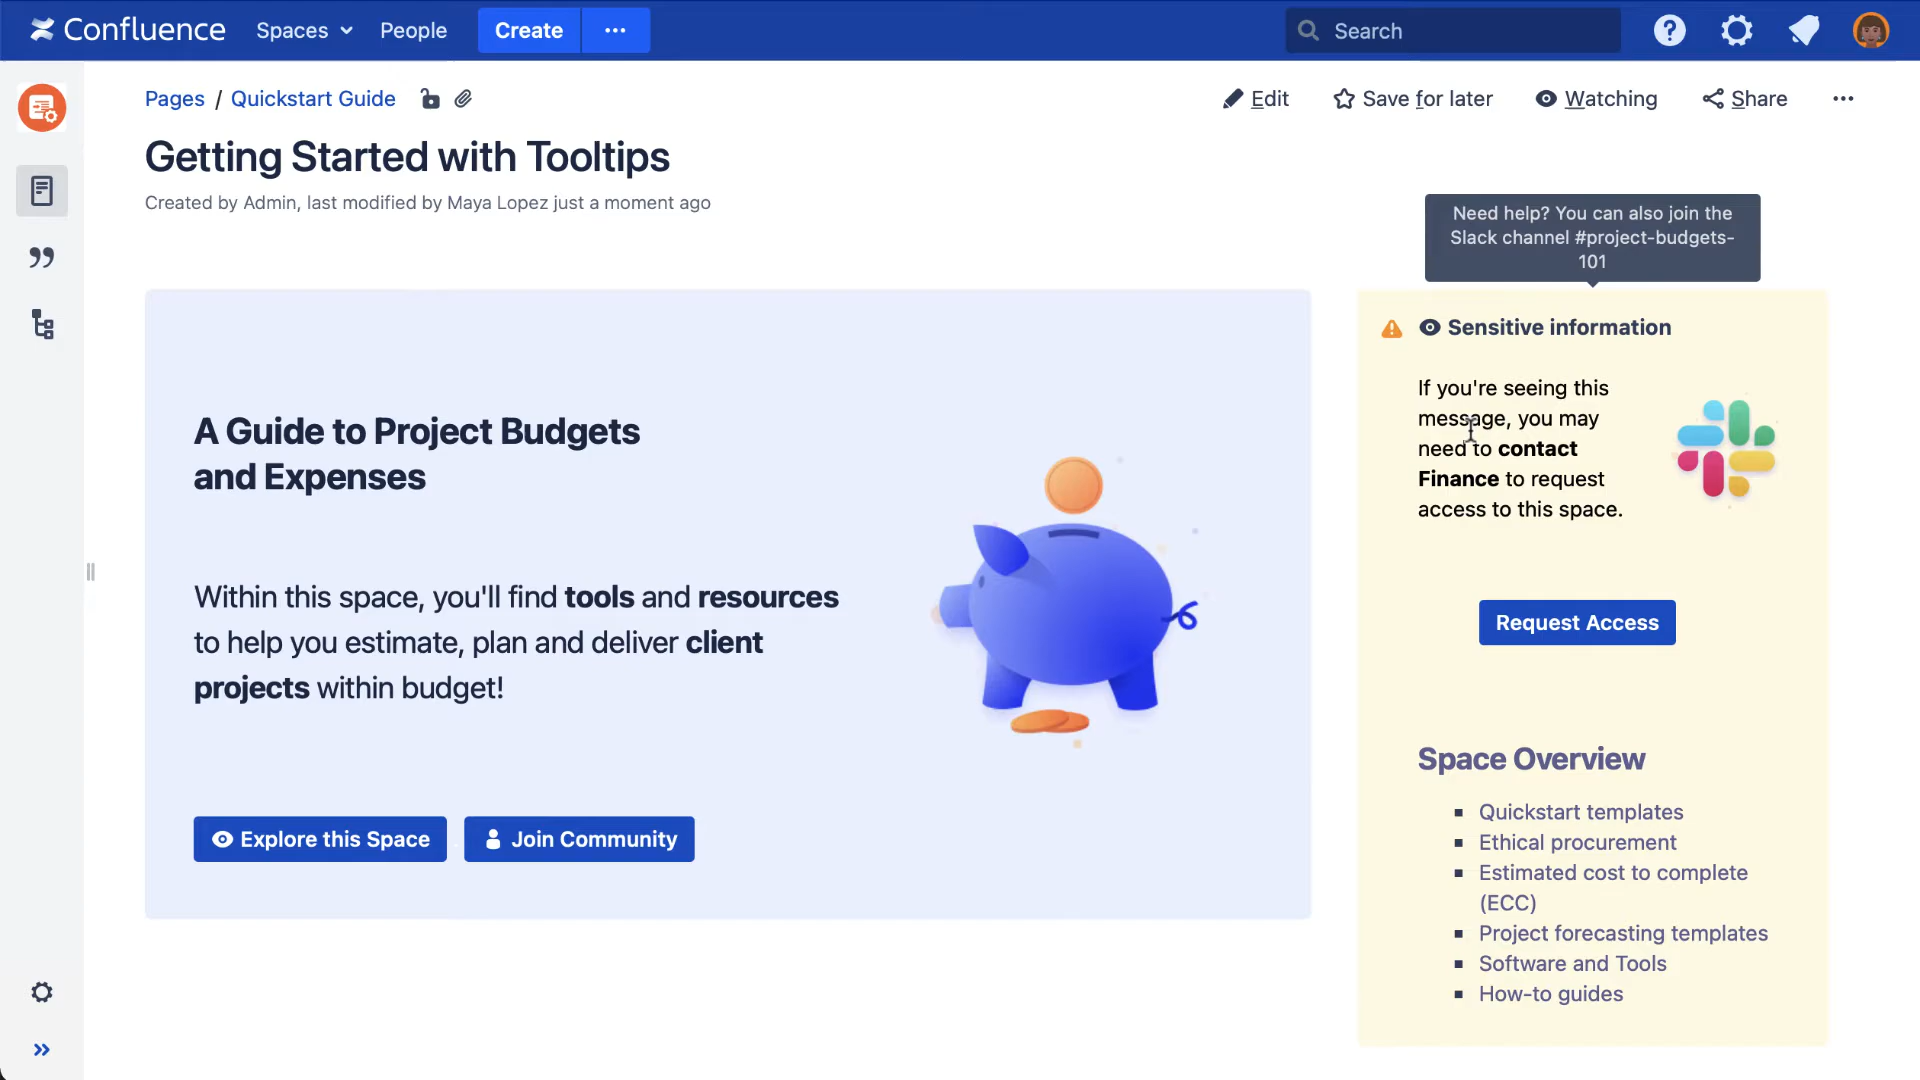 Confluence
Spaces
People
Create
Search
Pages / Quickstart Guide
Edit
Save for later
Watching
Share
Getting Started with Tooltips
Created by Admin, last modified by Maya Lopez just a moment ago
Need help? You can also join the
Slack channel #project-budgets-
101
A Guide to Project Budgets
and Expenses
Within this space, you'll find tools and resources
to help you estimate, plan and deliver client
projects within budget!
Explore this Space
Join Community
Sensitive information
If you're seeing this
message, you may
need to contact
Finance to request
access to this space.
Request Access
Space Overview
Quickstart templates
Ethical procurement
Estimated cost to complete
(ECC)
Project forecasting templates
Software and Tools
How-to guides